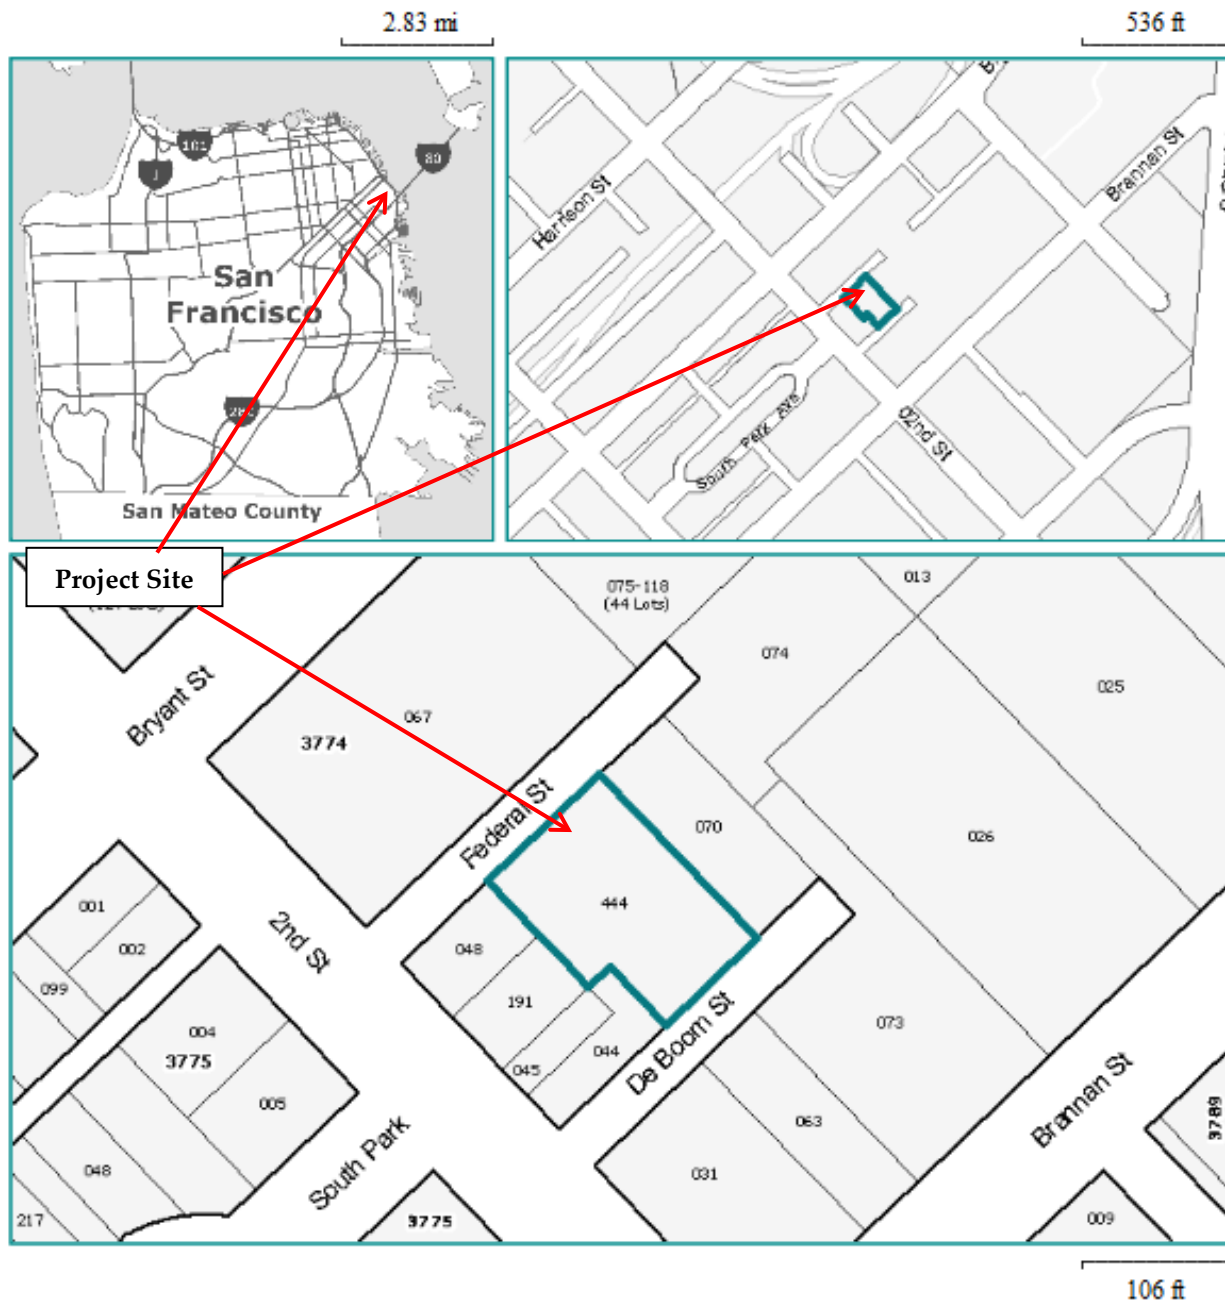 2.83 mi
536 ft
101
1
80
San
Francisco
280
San Mateo County
Harrison St
Brannan St
South Park Ave
02nd St
Project Site
075-118
(44 Lots)
013
074
025
Bryant St
067
3774
Federal St
070
026
444
001
002
099
2nd St
048
191
045
044
De Boom St
073
004
3775
005
063
Brannan St
3789
048
South Park
031
217
3775
009
106 ft